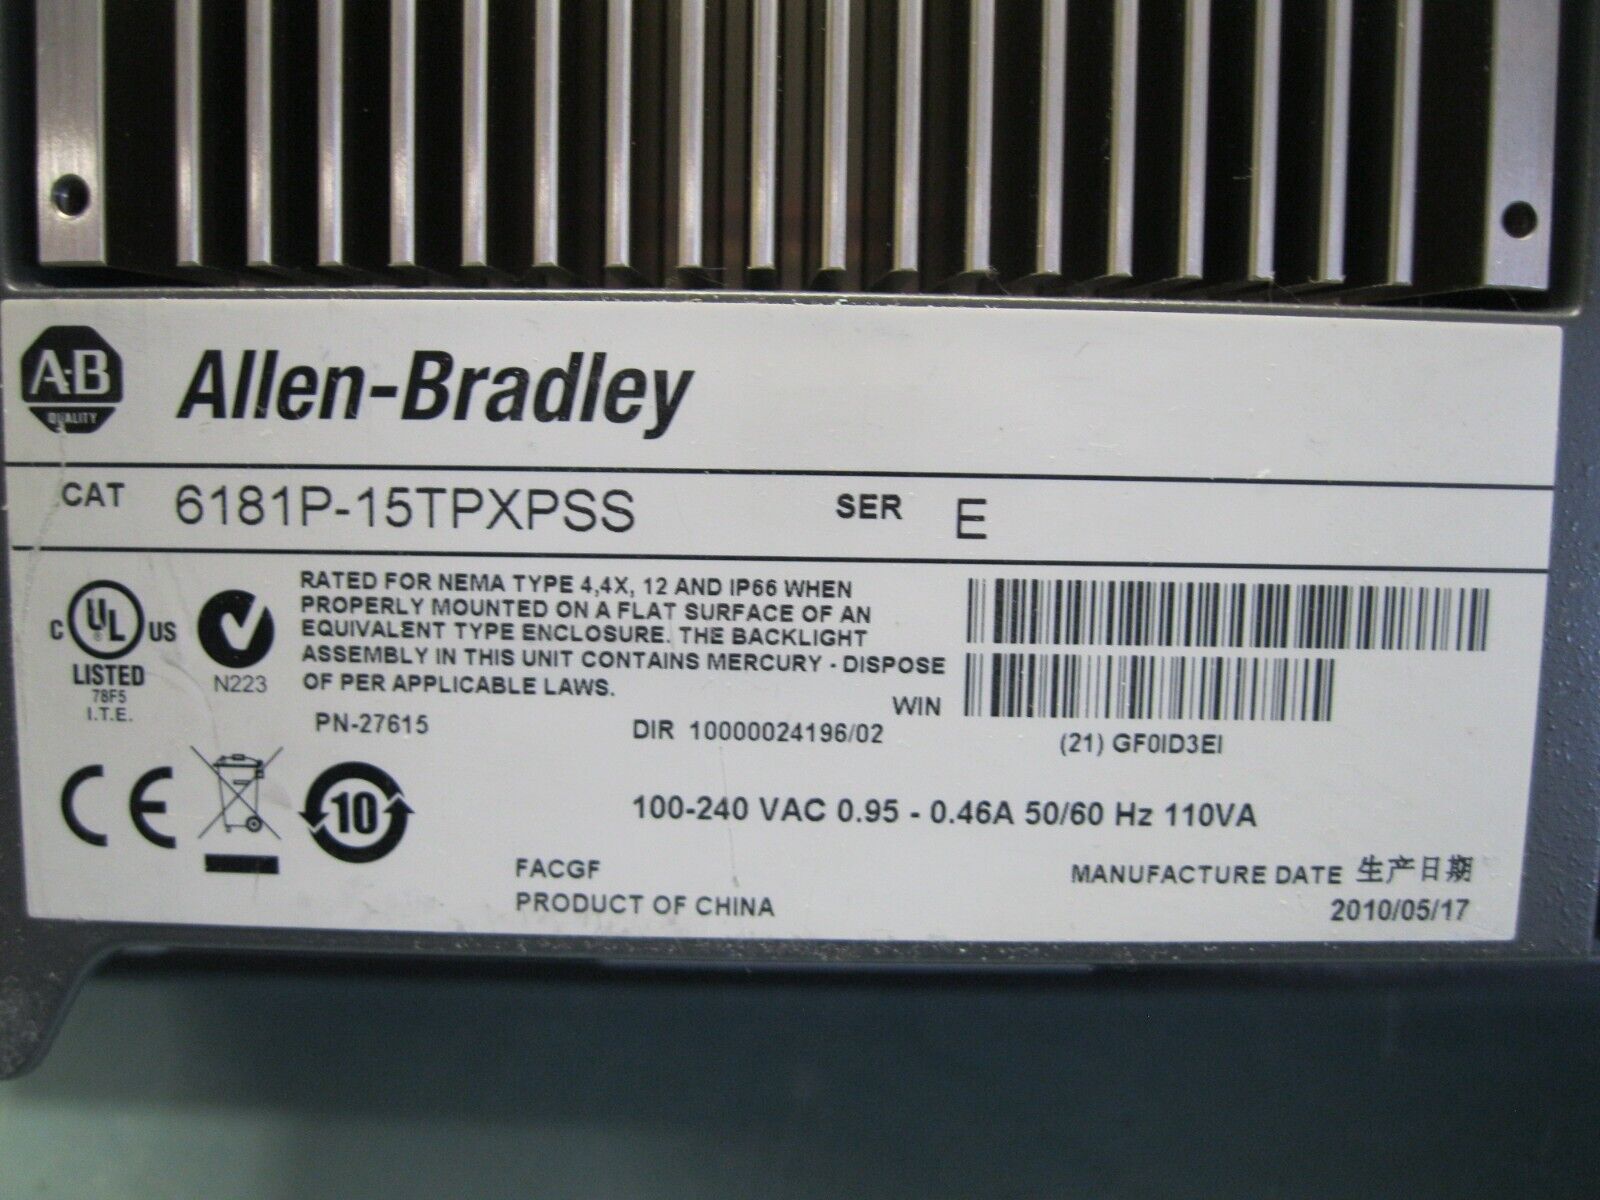 A-B
QUALITY
Allen-Bradley
CAT 6181P-15TPXPSS SER E
RATED FOR NEMA TYPE 4,4X, 12 AND IP66 WHEN
PROPERLY MOUNTED ON A FLAT SURFACE OF AN
EQUIVALENT TYPE ENCLOSURE. THE BACKLIGHT
ASSEMBLY IN THIS UNIT CONTAINS MERCURY - DISPOSE
OF PER APPLICABLE LAWS.
C UL US
®
LISTED
78F5
I.T.E.
N223
PN-27615
DIR 10000024196/02
WIN
(21) GF0ID3EI
CE
10
100-240 VAC 0.95 - 0.46A 50/60 Hz 110VA
FACGF
PRODUCT OF CHINA
MANUFACTURE DATE 生产日期
2010/05/17